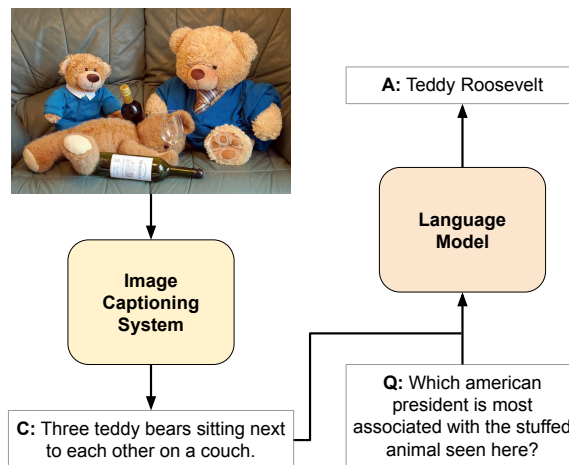 A: Teddy Roosevelt
Language
Model
Image
Captioning
System
C: Three teddy bears sitting next
to each other on a couch.
Q: Which american
president is most
associated with the stuffed
animal seen here?